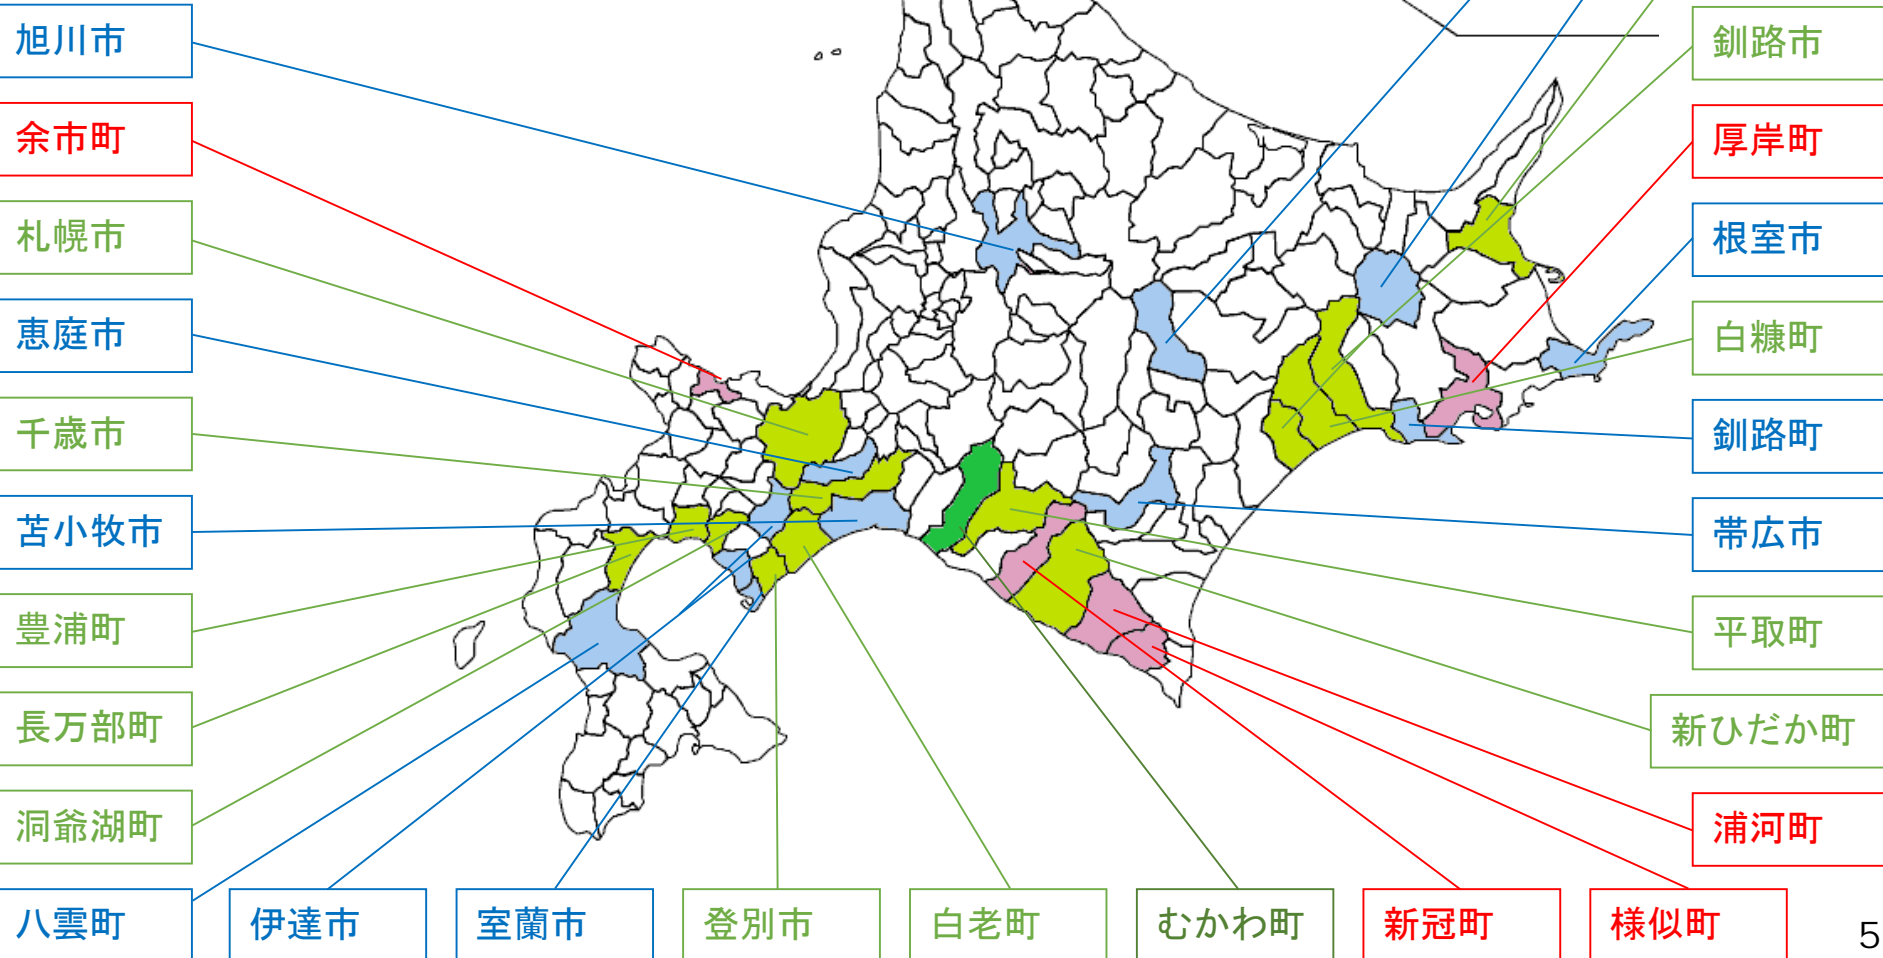 旭川市
余市町
札幌市
恵庭市
千歳市
苫小牧市
豊浦町
長万部町
洞爺湖町
八雲町
伊達市
室蘭市
登別市
白老町
むかわ町
新冠町
様似町
釧路市
厚岸町
根室市
白糠町
釧路町
帯広市
平取町
新ひだか町
浦河町
5